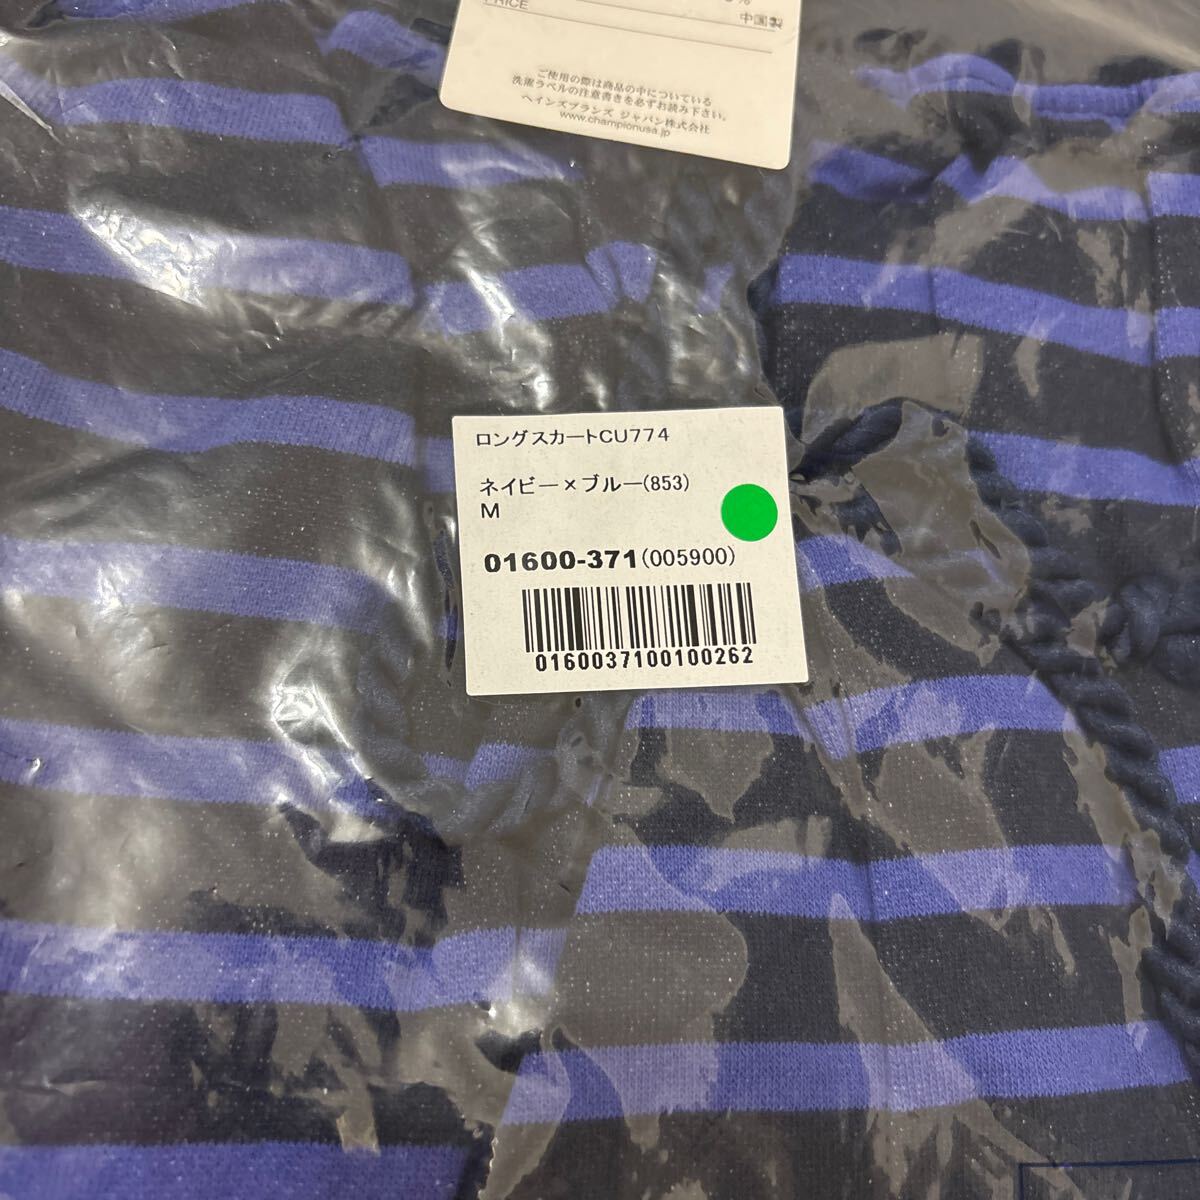 %
PRICE
中国製
ご使用の際は商品の中についている
洗濯ラベルの注意書きを必ずお読み下さい。
ヘインズブランズ ジャパン株式会社
www.championusa.jp
ロングスカートCU774
ネイビー×ブルー(853)
M
01600-371(005900)
0160037100100262